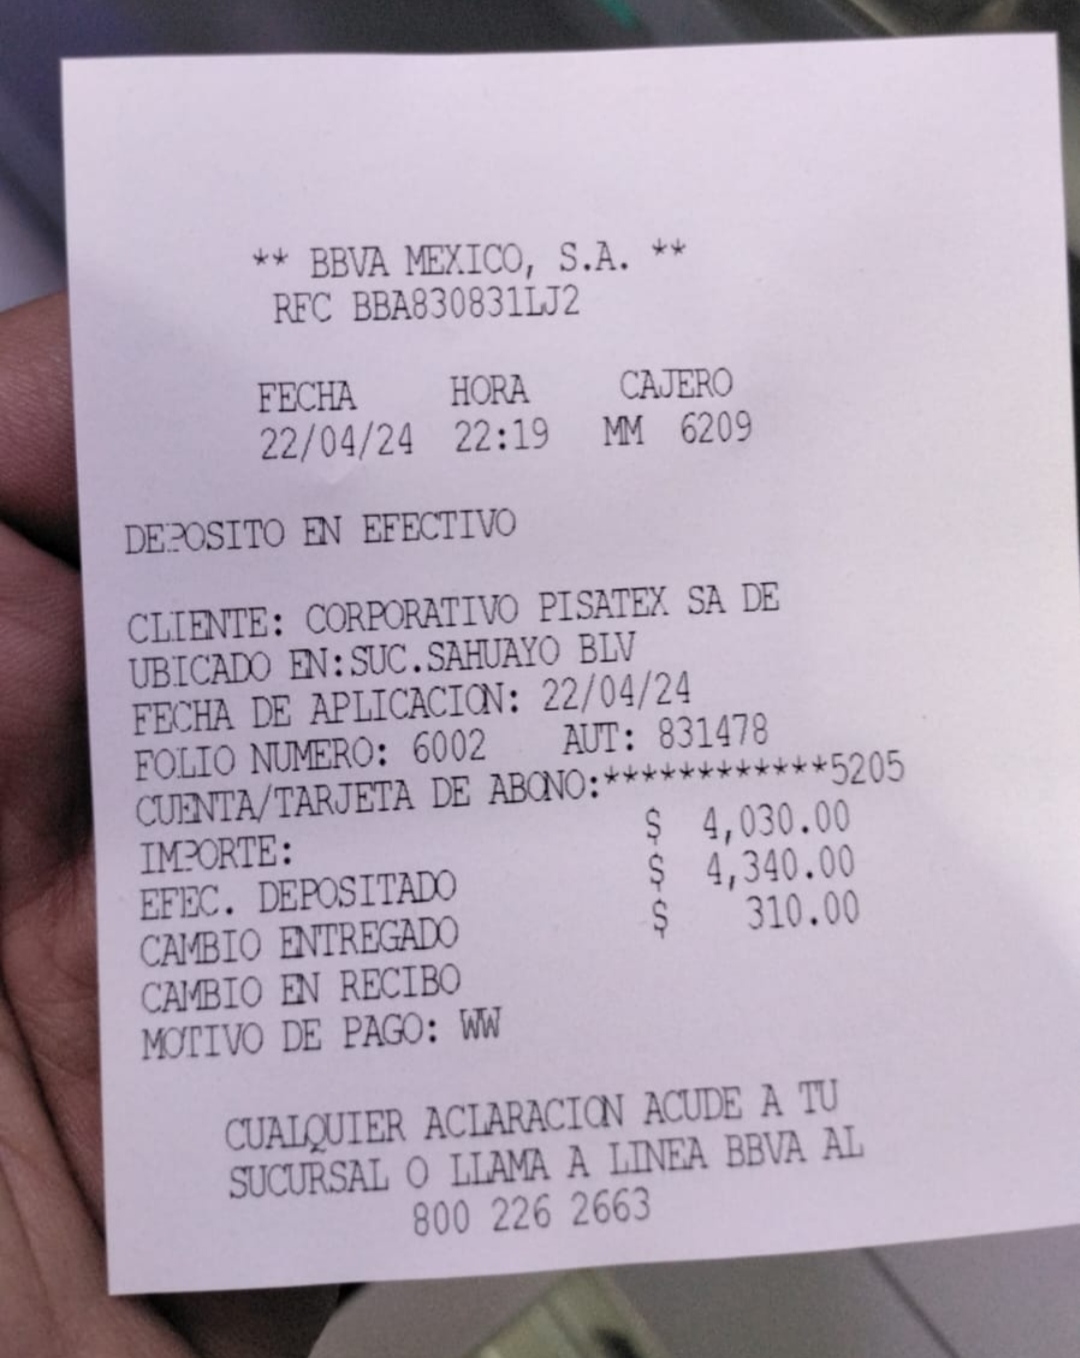 ** BBVA MEXICO, S.A. **
RFC BBA830831LJ2
FECHA HORA CAJERO
22/04/24 22:19 MM 6209
DEPOSITO EN EFECTIVO
CLIENTE: CORPORATIVO PISATEX SA DE
UBICADO EN:SUC.SAHUAYO BLV
FECHA DE APLICACION: 22/04/24
FOLIO NUMERO: 6002 AUT: 831478
CUENTA/TARJETA DE ABONO:************5205
IMPORTE: $ 4,030.00
EFEC. DEPOSITADO $ 4,340.00
CAMBIO ENTREGADO $ 310.00
CAMBIO EN RECIBO
MOTIVO DE PAGO: WW
CUALQUIER ACLARACION ACUDE A TU
SUCURSAL O LLAMA A LINEA BBVA AL
800 226 2663